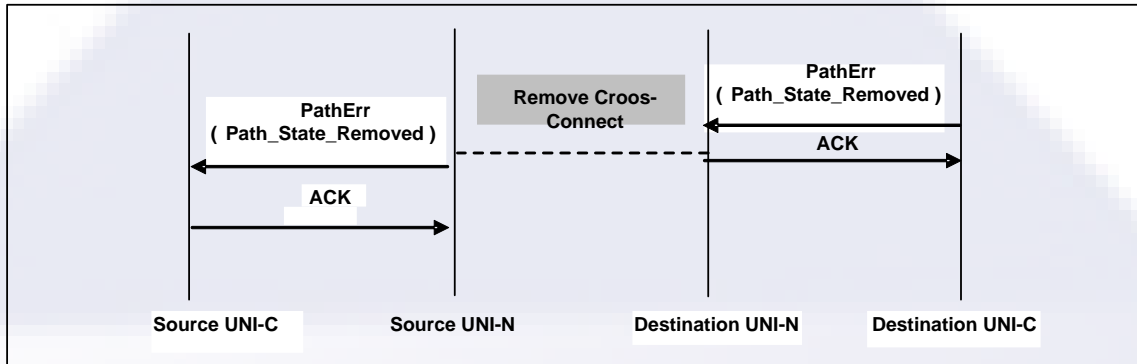 PathErr
( Path_State_Removed )
ACK
Remove Croos-
Connect
PathErr
( Path_State_Removed )
ACK
Source UNI-C
Source UNI-N
Destination UNI-N
Destination UNI-C